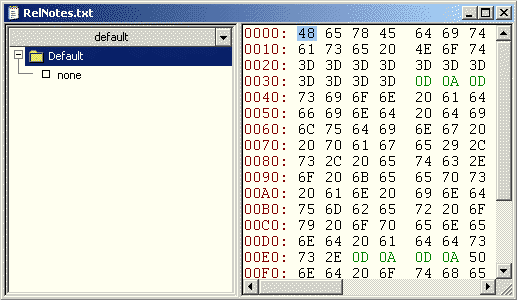 RelNotes.txt
default
Default
none
0000: 48 65 78 45 64 69 74
0010: 61 73 65 20 4E 6F 74
0020: 3D 3D 3D 3D 3D 3D 3D
0030: 3D 3D 3D 3D 0D 0A 0D
0040: 73 69 6F 6E 20 61 64
0050: 66 69 6E 64 20 64 69
0060: 6C 75 64 69 6E 67 20
0070: 20 70 61 67 65 29 2C
0080: 73 2C 20 65 74 63 2E
0090: 6F 20 6B 65 65 70 73
00A0: 20 61 6E 20 69 6E 64
00B0: 75 6D 62 65 72 20 6F
00C0: 79 20 6F 70 65 6E 65
00D0: 6E 64 20 61 64 64 73
00E0: 73 2E 0D 0A 0D 0A 50
00F0: 6E 64 20 6F 74 68 65